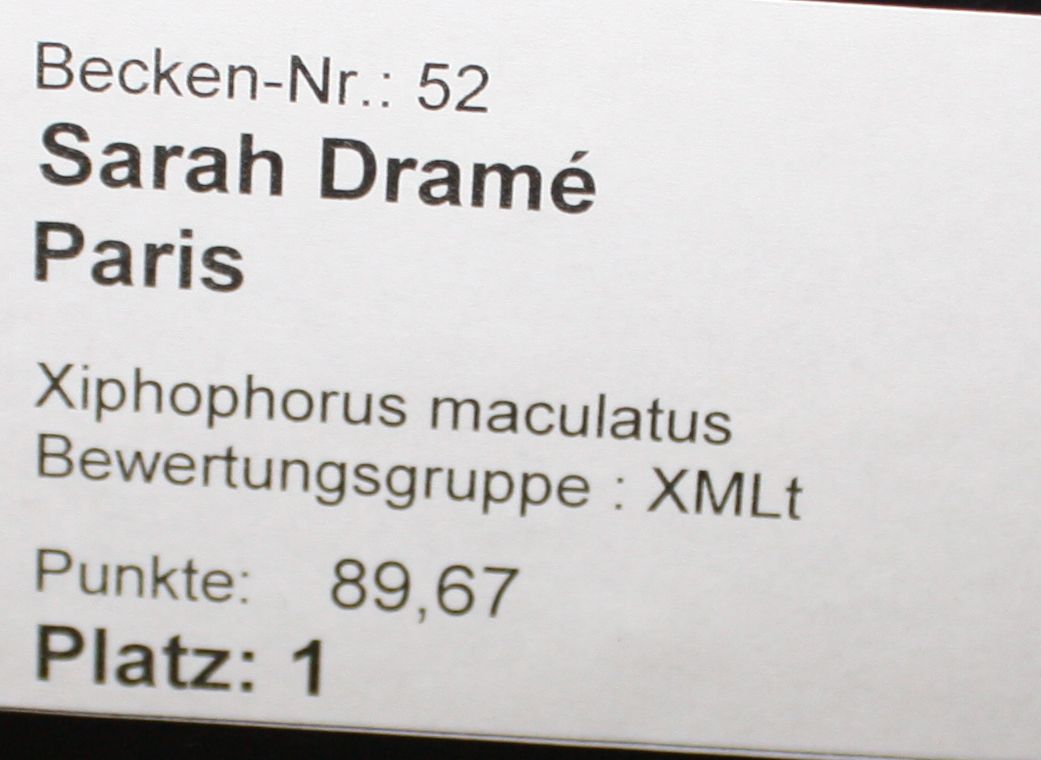 Becken-Nr.: 52
Sarah Dramé
Paris
Xiphophorus maculatus
Bewertungsgruppe : XMLt
Punkte: 89,67
Platz: 1